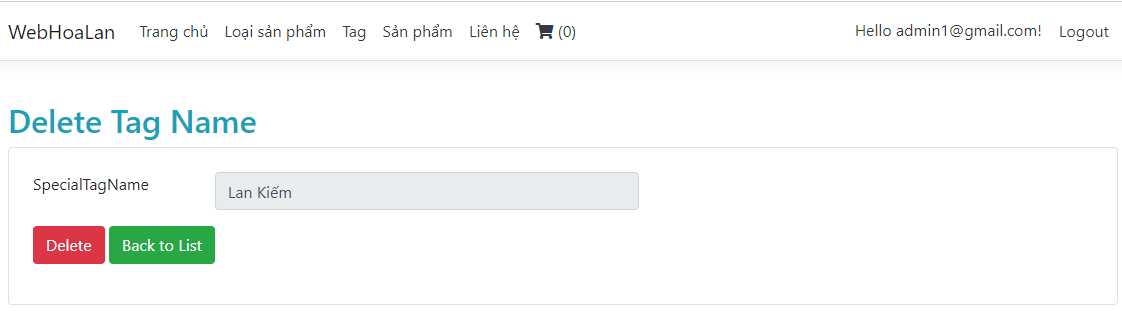 WebHoaLan Trang chủ Loại sản phẩm Tag Sản phẩm Liên hệ (0) Hello admin1@gmail.com! Logout
Delete Tag Name
SpecialTagName Lan Kiếm
Delete Back to List